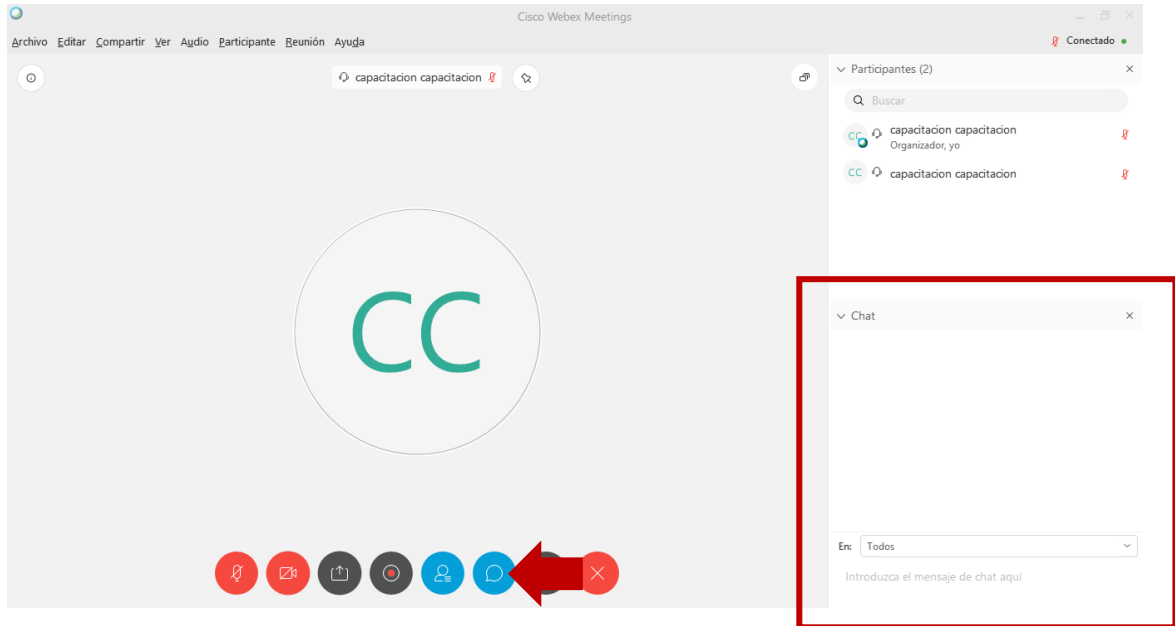 Cisco Webex Meetings
Archivo Editar Compartir Ver Audio Participante Reunión Ayuda
Conectado
capacitacion capacitacion
Participantes (2)
Buscar
CC capacitacion capacitacion
Organizador, yo
CC capacitacion capacitacion
CC
Chat
En: Todos
Introduzca el mensaje de chat aquí